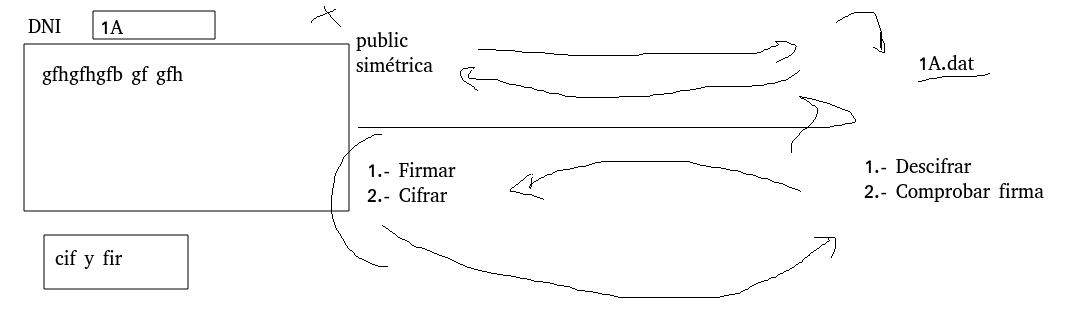 DNI 1A
gfhgfhgfb gf gfh
public
simétrica
1A.dat
1.- Firmar
2.- Cifrar
1.- Descifrar
2.- Comprobar firma
cif y fir